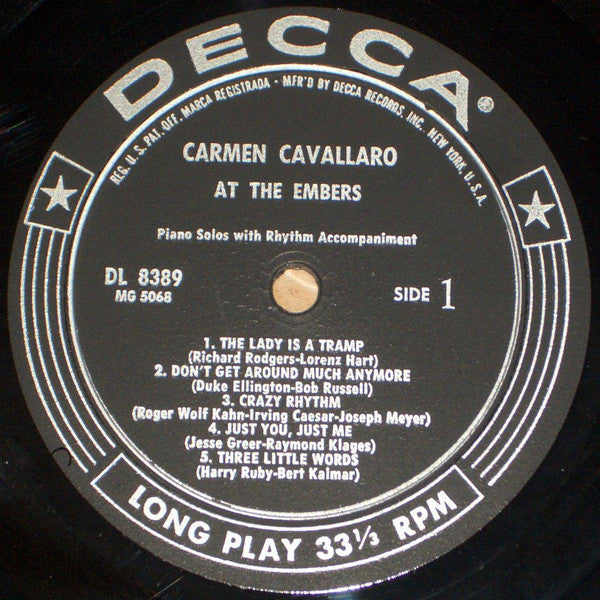 DECCA®
REG. U.S. PAT. OFF. MARCA REGISTRADA • MFR'D BY DECCA RECORDS, INC., NEW YORK, U.S.A.
CARMEN CAVALLARO
AT THE EMBERS
Piano Solos with Rhythm Accompaniment
DL 8389
MG 5068
SIDE 1
1. THE LADY IS A TRAMP
(Richard Rodgers-Lorenz Hart)
2. DON'T GET AROUND MUCH ANYMORE
(Duke Ellington-Bob Russell)
3. CRAZY RHYTHM
(Roger Wolf Kahn-Irving Caesar-Joseph Meyer)
4. JUST YOU, JUST ME
(Jesse Greer-Raymond Klages)
5. THREE LITTLE WORDS
(Harry Ruby-Bert Kalmar)
LONG PLAY 33⅓ RPM